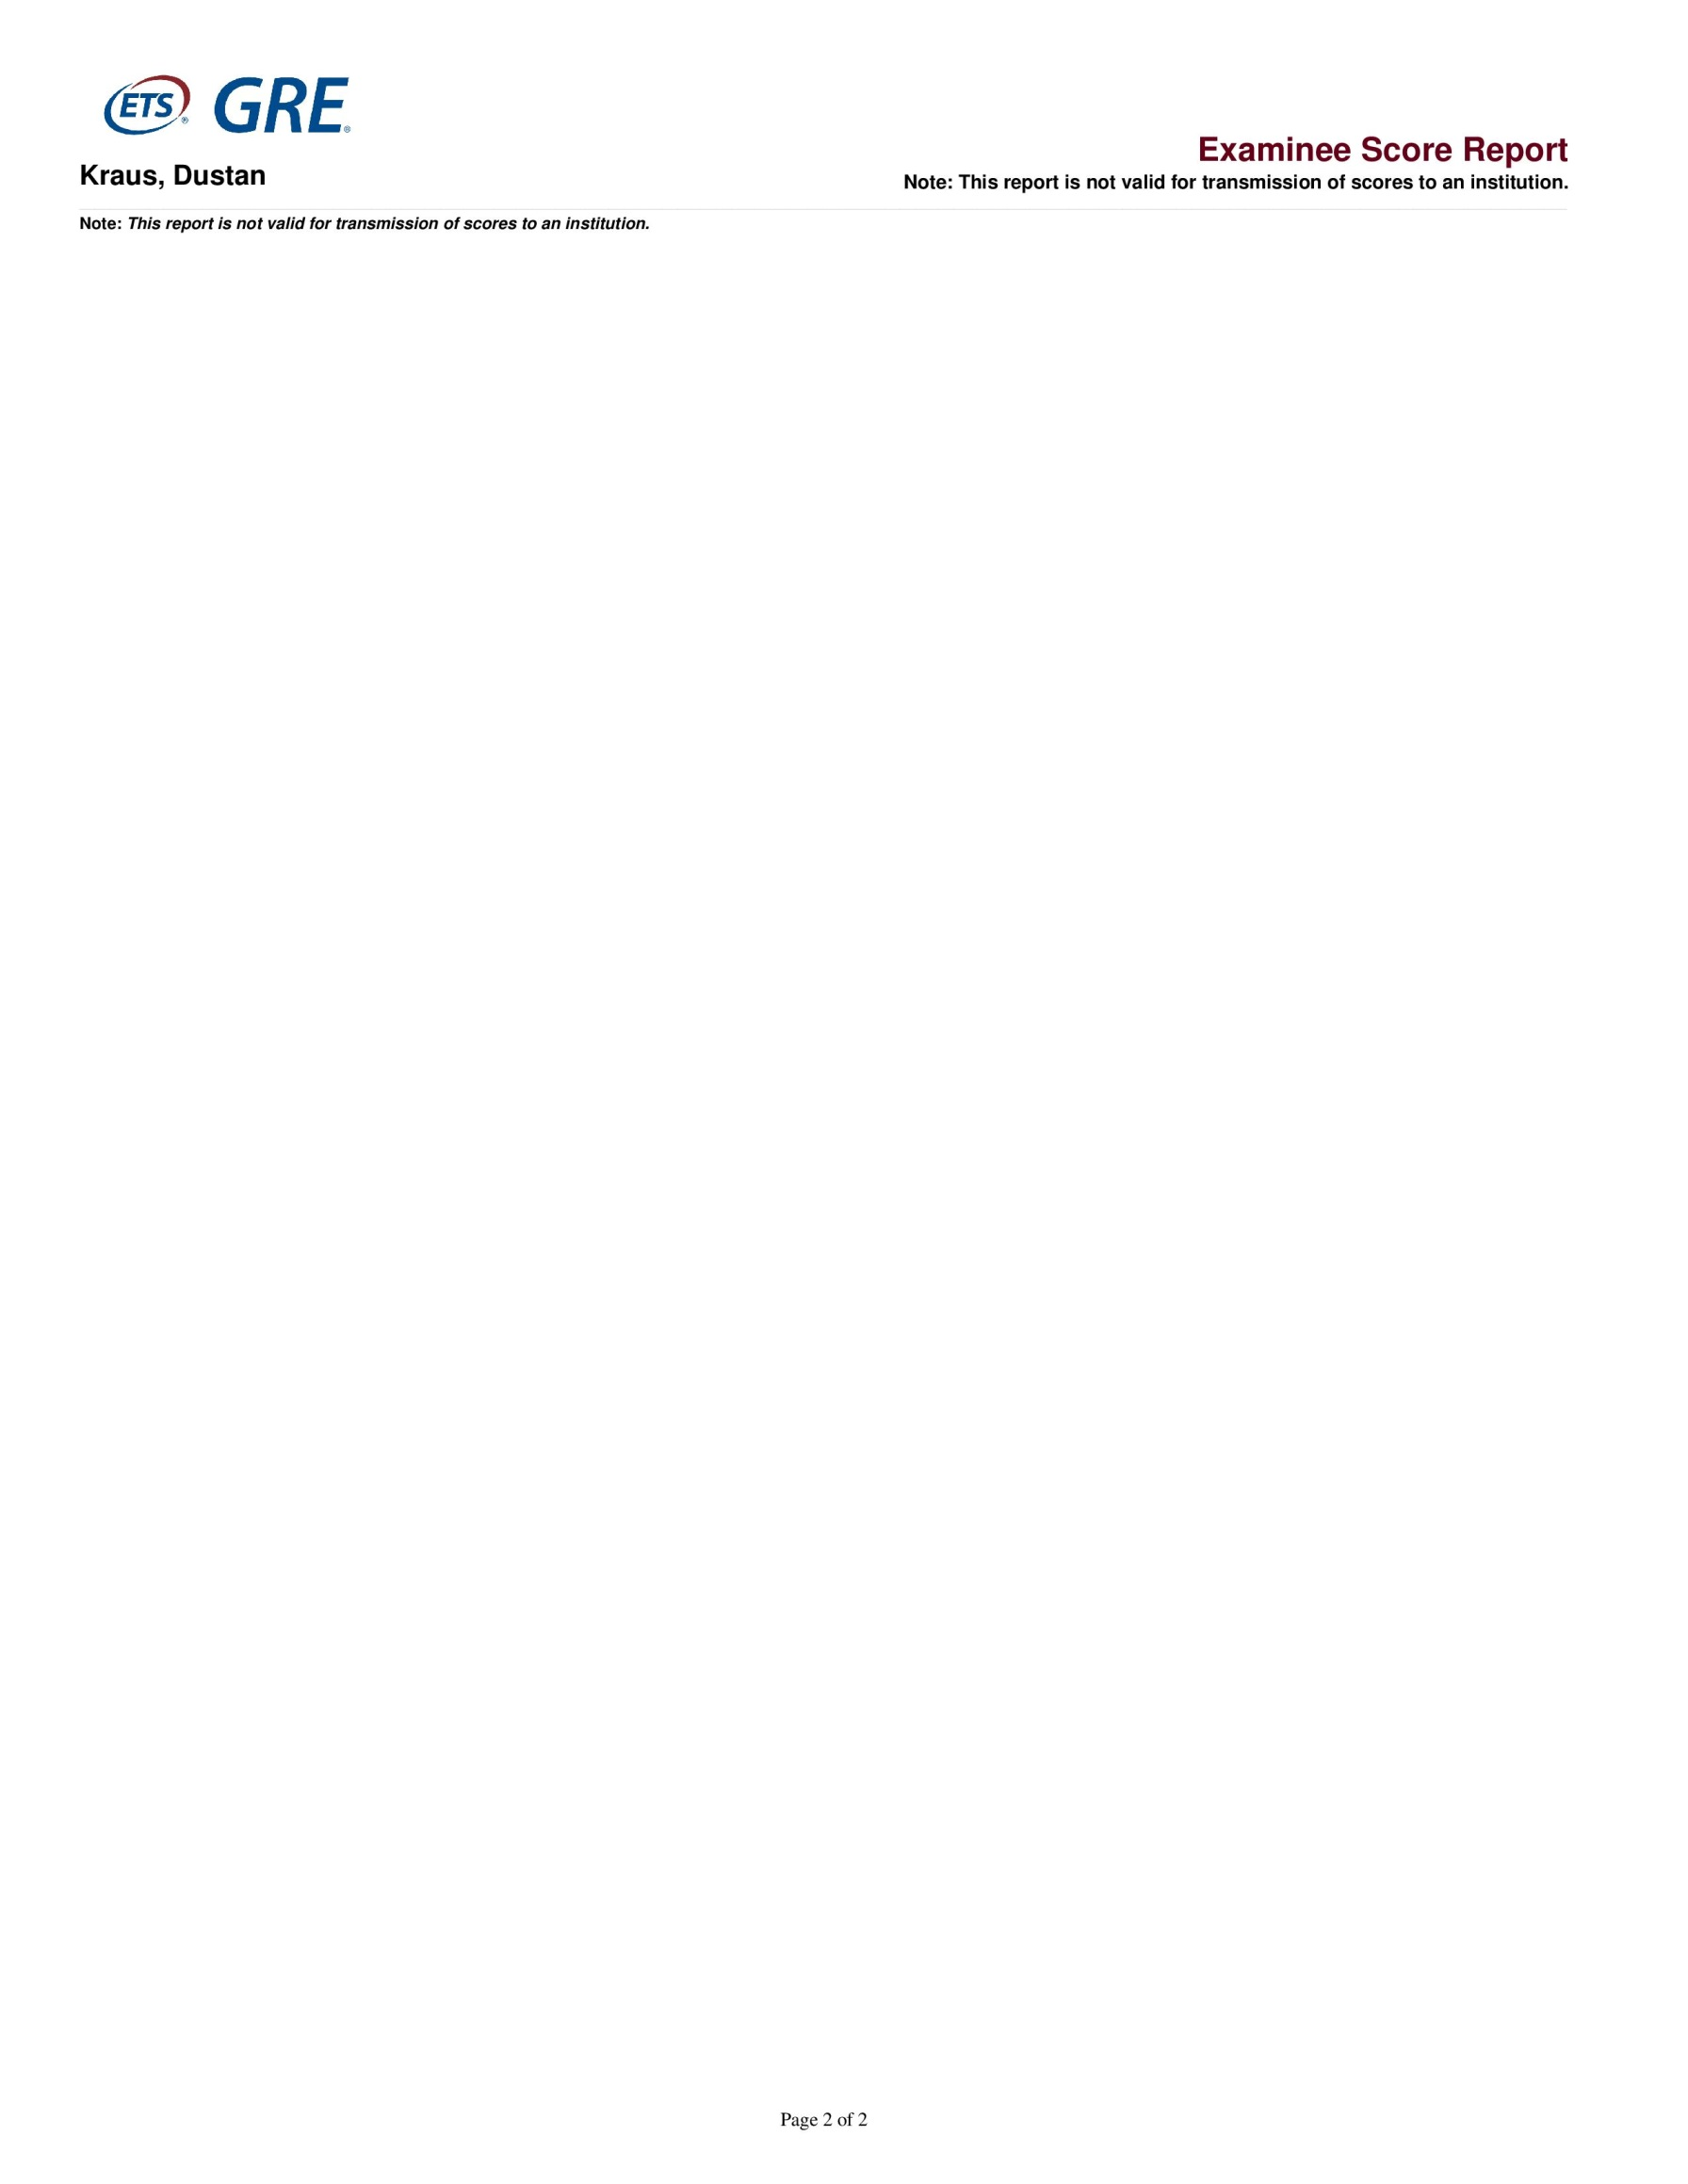 ETS® GRE®
Examinee Score Report
Kraus, Dustan
Note: This report is not valid for transmission of scores to an institution.
Note: This report is not valid for transmission of scores to an institution.
Page 2 of 2